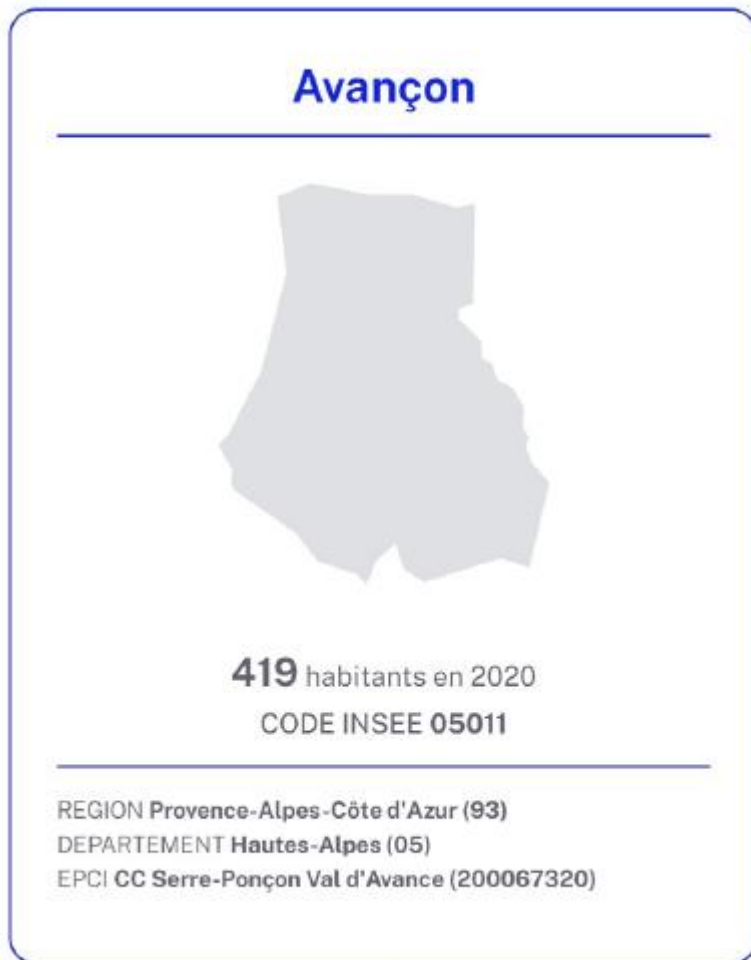 Avançon
419 habitants en 2020
CODE INSEE 05011
REGION Provence-Alpes-Côte d'Azur (93)
DEPARTEMENT Hautes-Alpes (05)
EPCI CC Serre-Ponçon Val d'Avance (200067320)